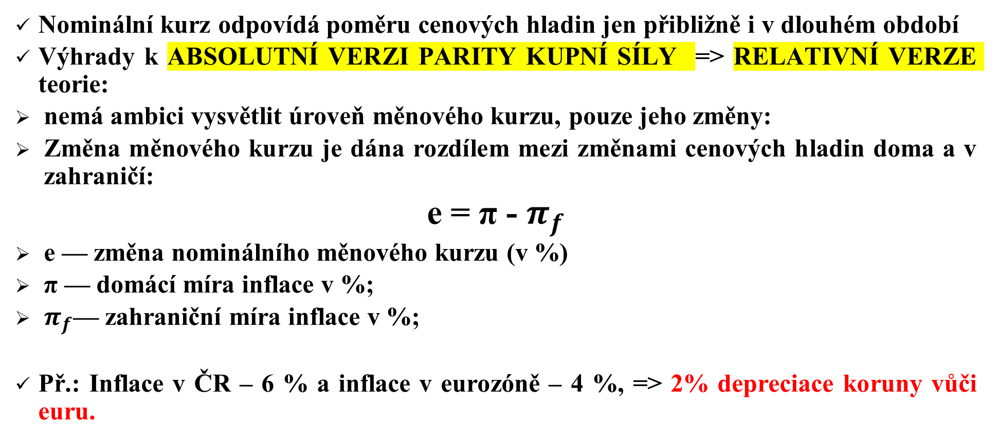 ✓ Nominální kurz odpovídá poměru cenových hladin jen přibližně i v dlouhém období
✓ Výhrady k ABSOLUTNÍ VERZI PARITY KUPNÍ SÍLY => RELATIVNÍ VERZE
teorie:
➢ nemá ambici vysvětlit úroveň měnového kurzu, pouze jeho změny:
➢ Změna měnového kurzu je dána rozdílem mezi změnami cenových hladin doma a v
zahraničí:
e = π - π_f
➢ e — změna nominálního měnového kurzu (v %)
➢ π — domácí míra inflace v %;
➢ π_f — zahraniční míra inflace v %;
✓ Př.: Inflace v ČR – 6 % a inflace v eurozóně – 4 %, => 2% depreciace koruny vůči
euru.